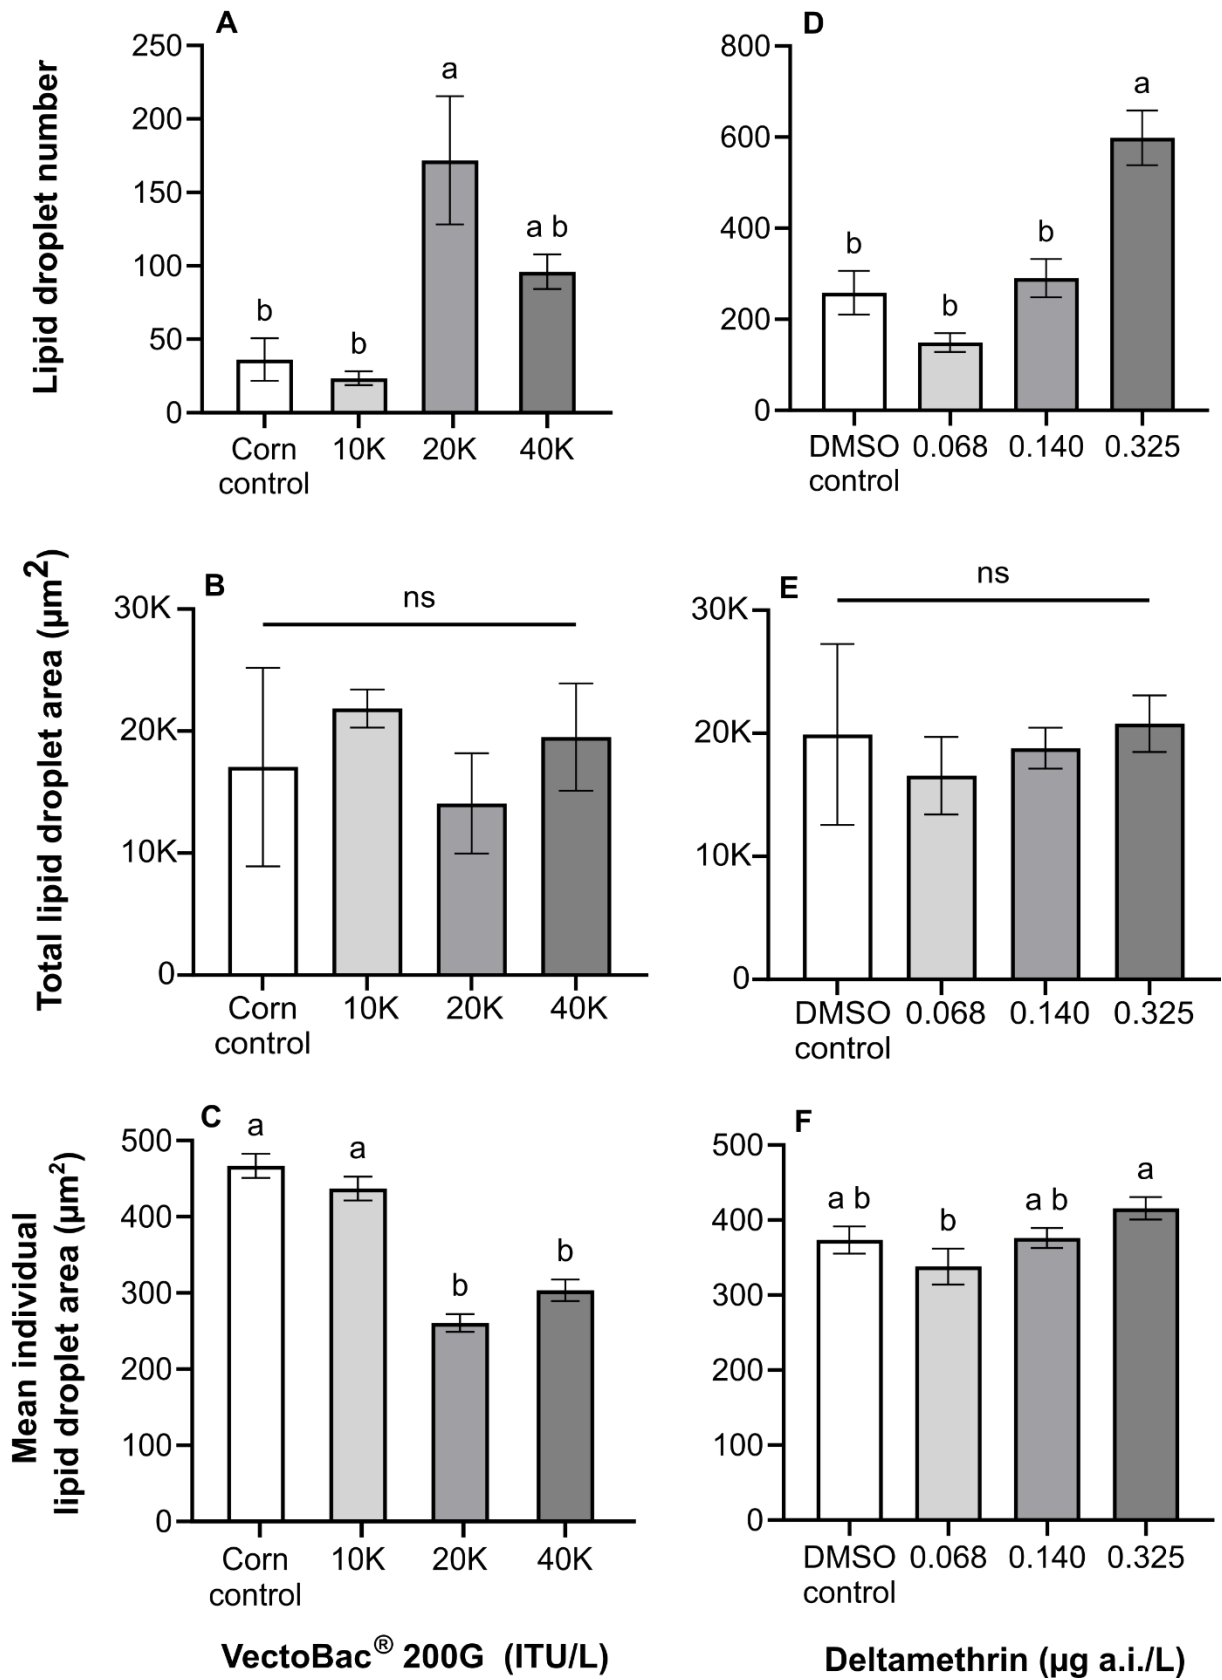 A
Lipid droplet number
250
200
150
100
50
0
b
b
a
a b
Corn control
10K
20K
40K
D
800
600
400
200
0
b
b
b
a
DMSO control
0.068
0.140
0.325
B
Total lipid droplet area (µm²)
30K
20K
10K
0
ns
Corn control
10K
20K
40K
E
30K
20K
10K
0
ns
DMSO control
0.068
0.140
0.325
C
Mean individual
lipid droplet area (µm²)
500
400
300
200
100
0
a
a
b
b
Corn control
10K
20K
40K
VectoBac® 200G (ITU/L)
F
500
400
300
200
100
0
a b
b
a b
a
DMSO control
0.068
0.140
0.325
Deltamethrin (µg a.i./L)